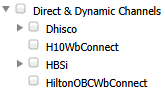 Direct & Dynamic Channels
Dhisco
H10WbConnect
HBSi
HiltonOBCWbConnect